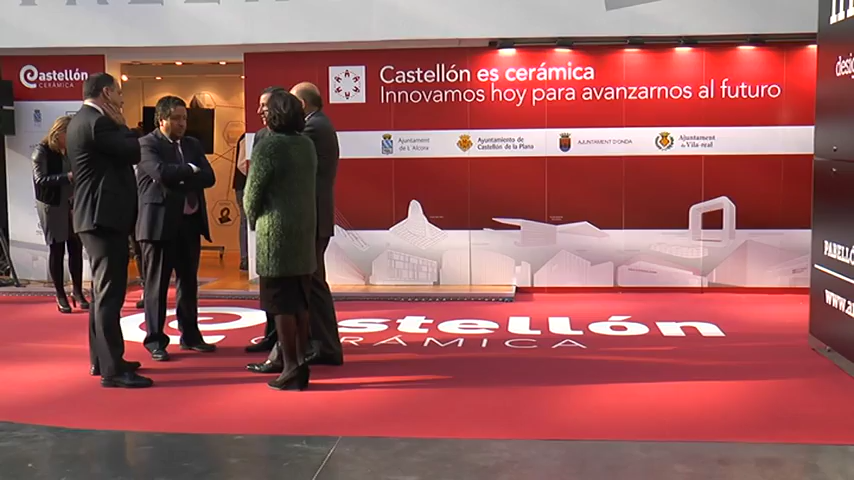 Castellón
CERÁMICA
Castellón es cerámica
Innovamos hoy para avanzarnos al futuro
Ajuntament de L'Alcora
Ayuntamiento de Castellón de la Plana
AJUNTAMENT D'ONDA
Ajuntament de Vila-real
Castellón
CERÁMICA